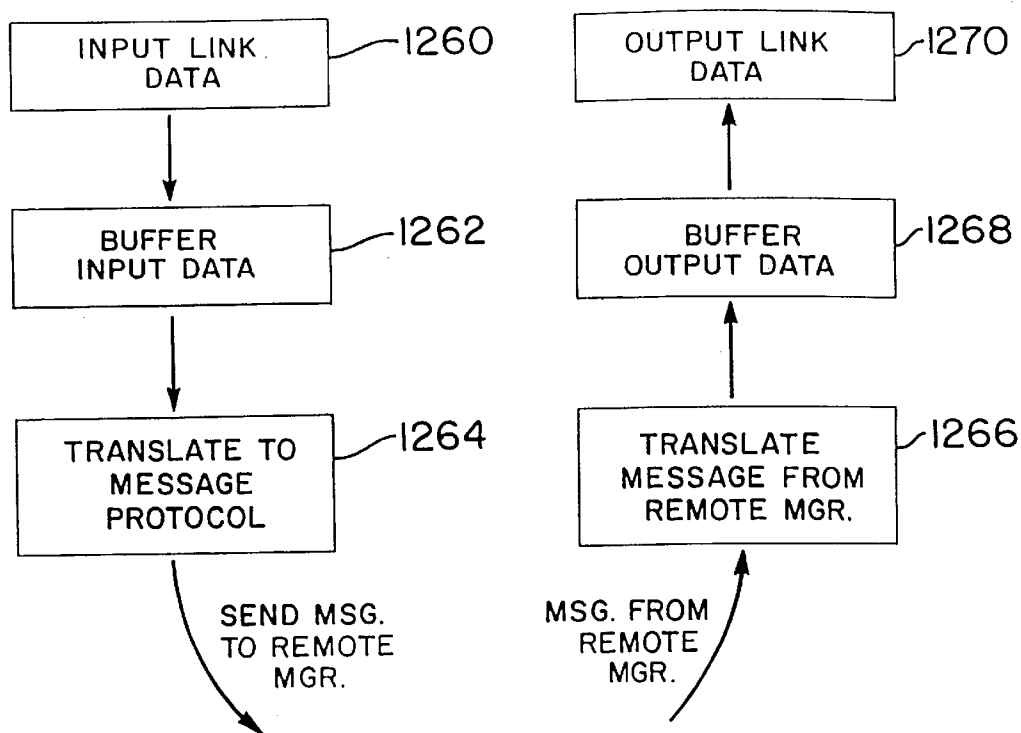 INPUT LINK
DATA
1260
BUFFER
INPUT DATA
1262
TRANSLATE TO
MESSAGE
PROTOCOL
1264
SEND MSG.
TO REMOTE
MGR.
OUTPUT LINK
DATA
1270
BUFFER
OUTPUT DATA
1268
TRANSLATE
MESSAGE FROM
REMOTE MGR.
1266
MSG. FROM
REMOTE
MGR.